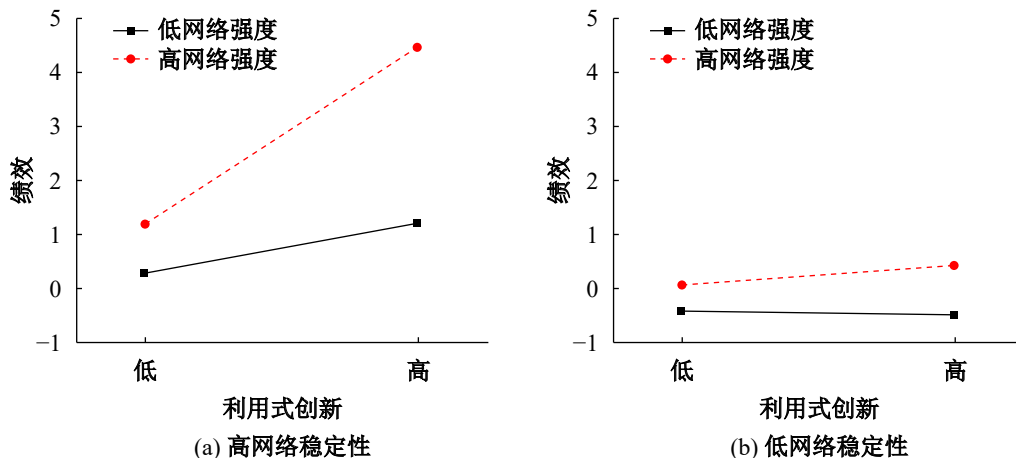 5
4
3
2
1
0
−1
绩效
低网络强度
高网络强度
低
高
利用式创新
(a) 高网络稳定性
5
4
3
2
1
0
−1
绩效
低网络强度
高网络强度
低
高
利用式创新
(b) 低网络稳定性